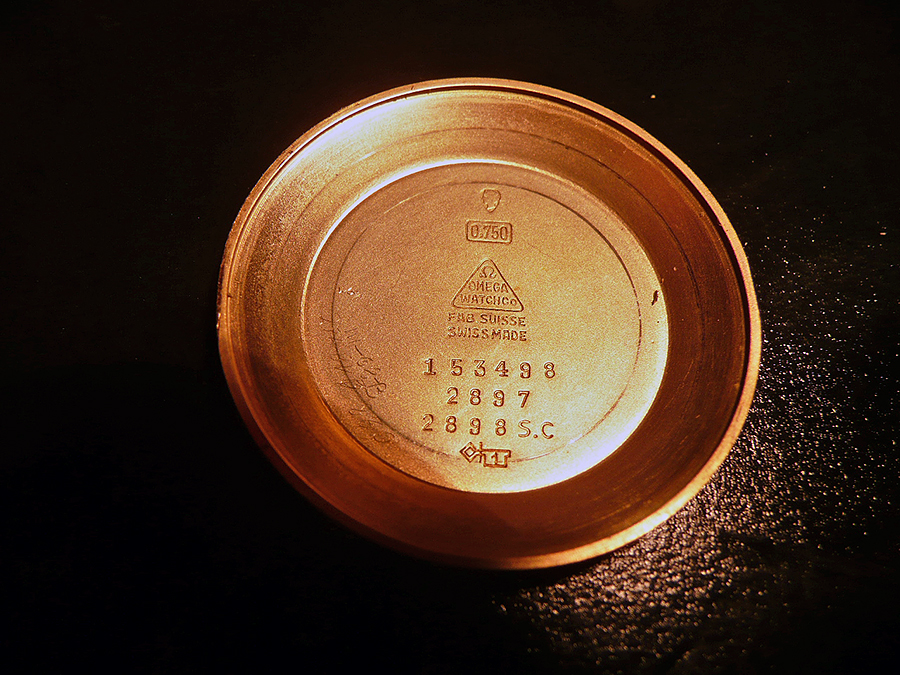 0.750
Ω
OMEGA
WATCH Co
FAB SUISSE
SWISS MADE
153498
2897
2898 S.C